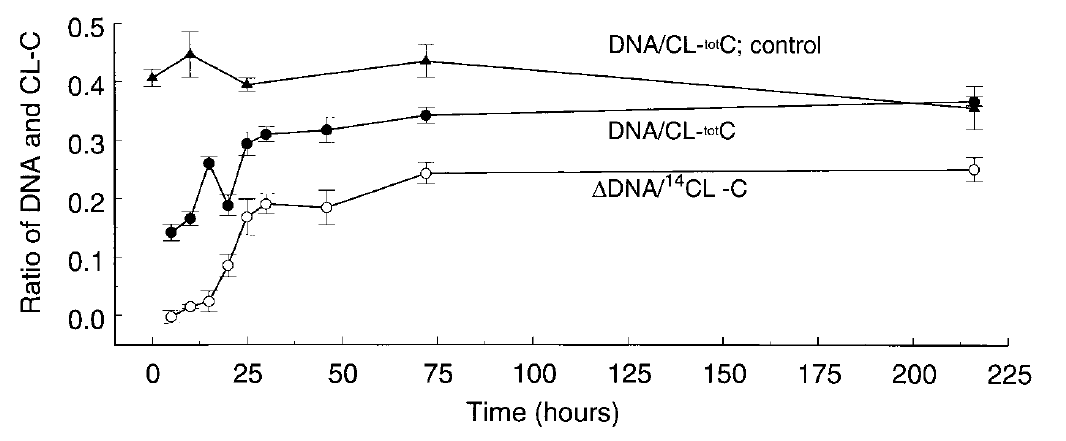 Ratio of DNA and CL-C
0.5
0.4
0.3
0.2
0.1
0.0
DNA/CL-totC; control
DNA/CL-totC
ΔDNA/14CL -C
0 25 50 75 100 125 150 175 200 225
Time (hours)